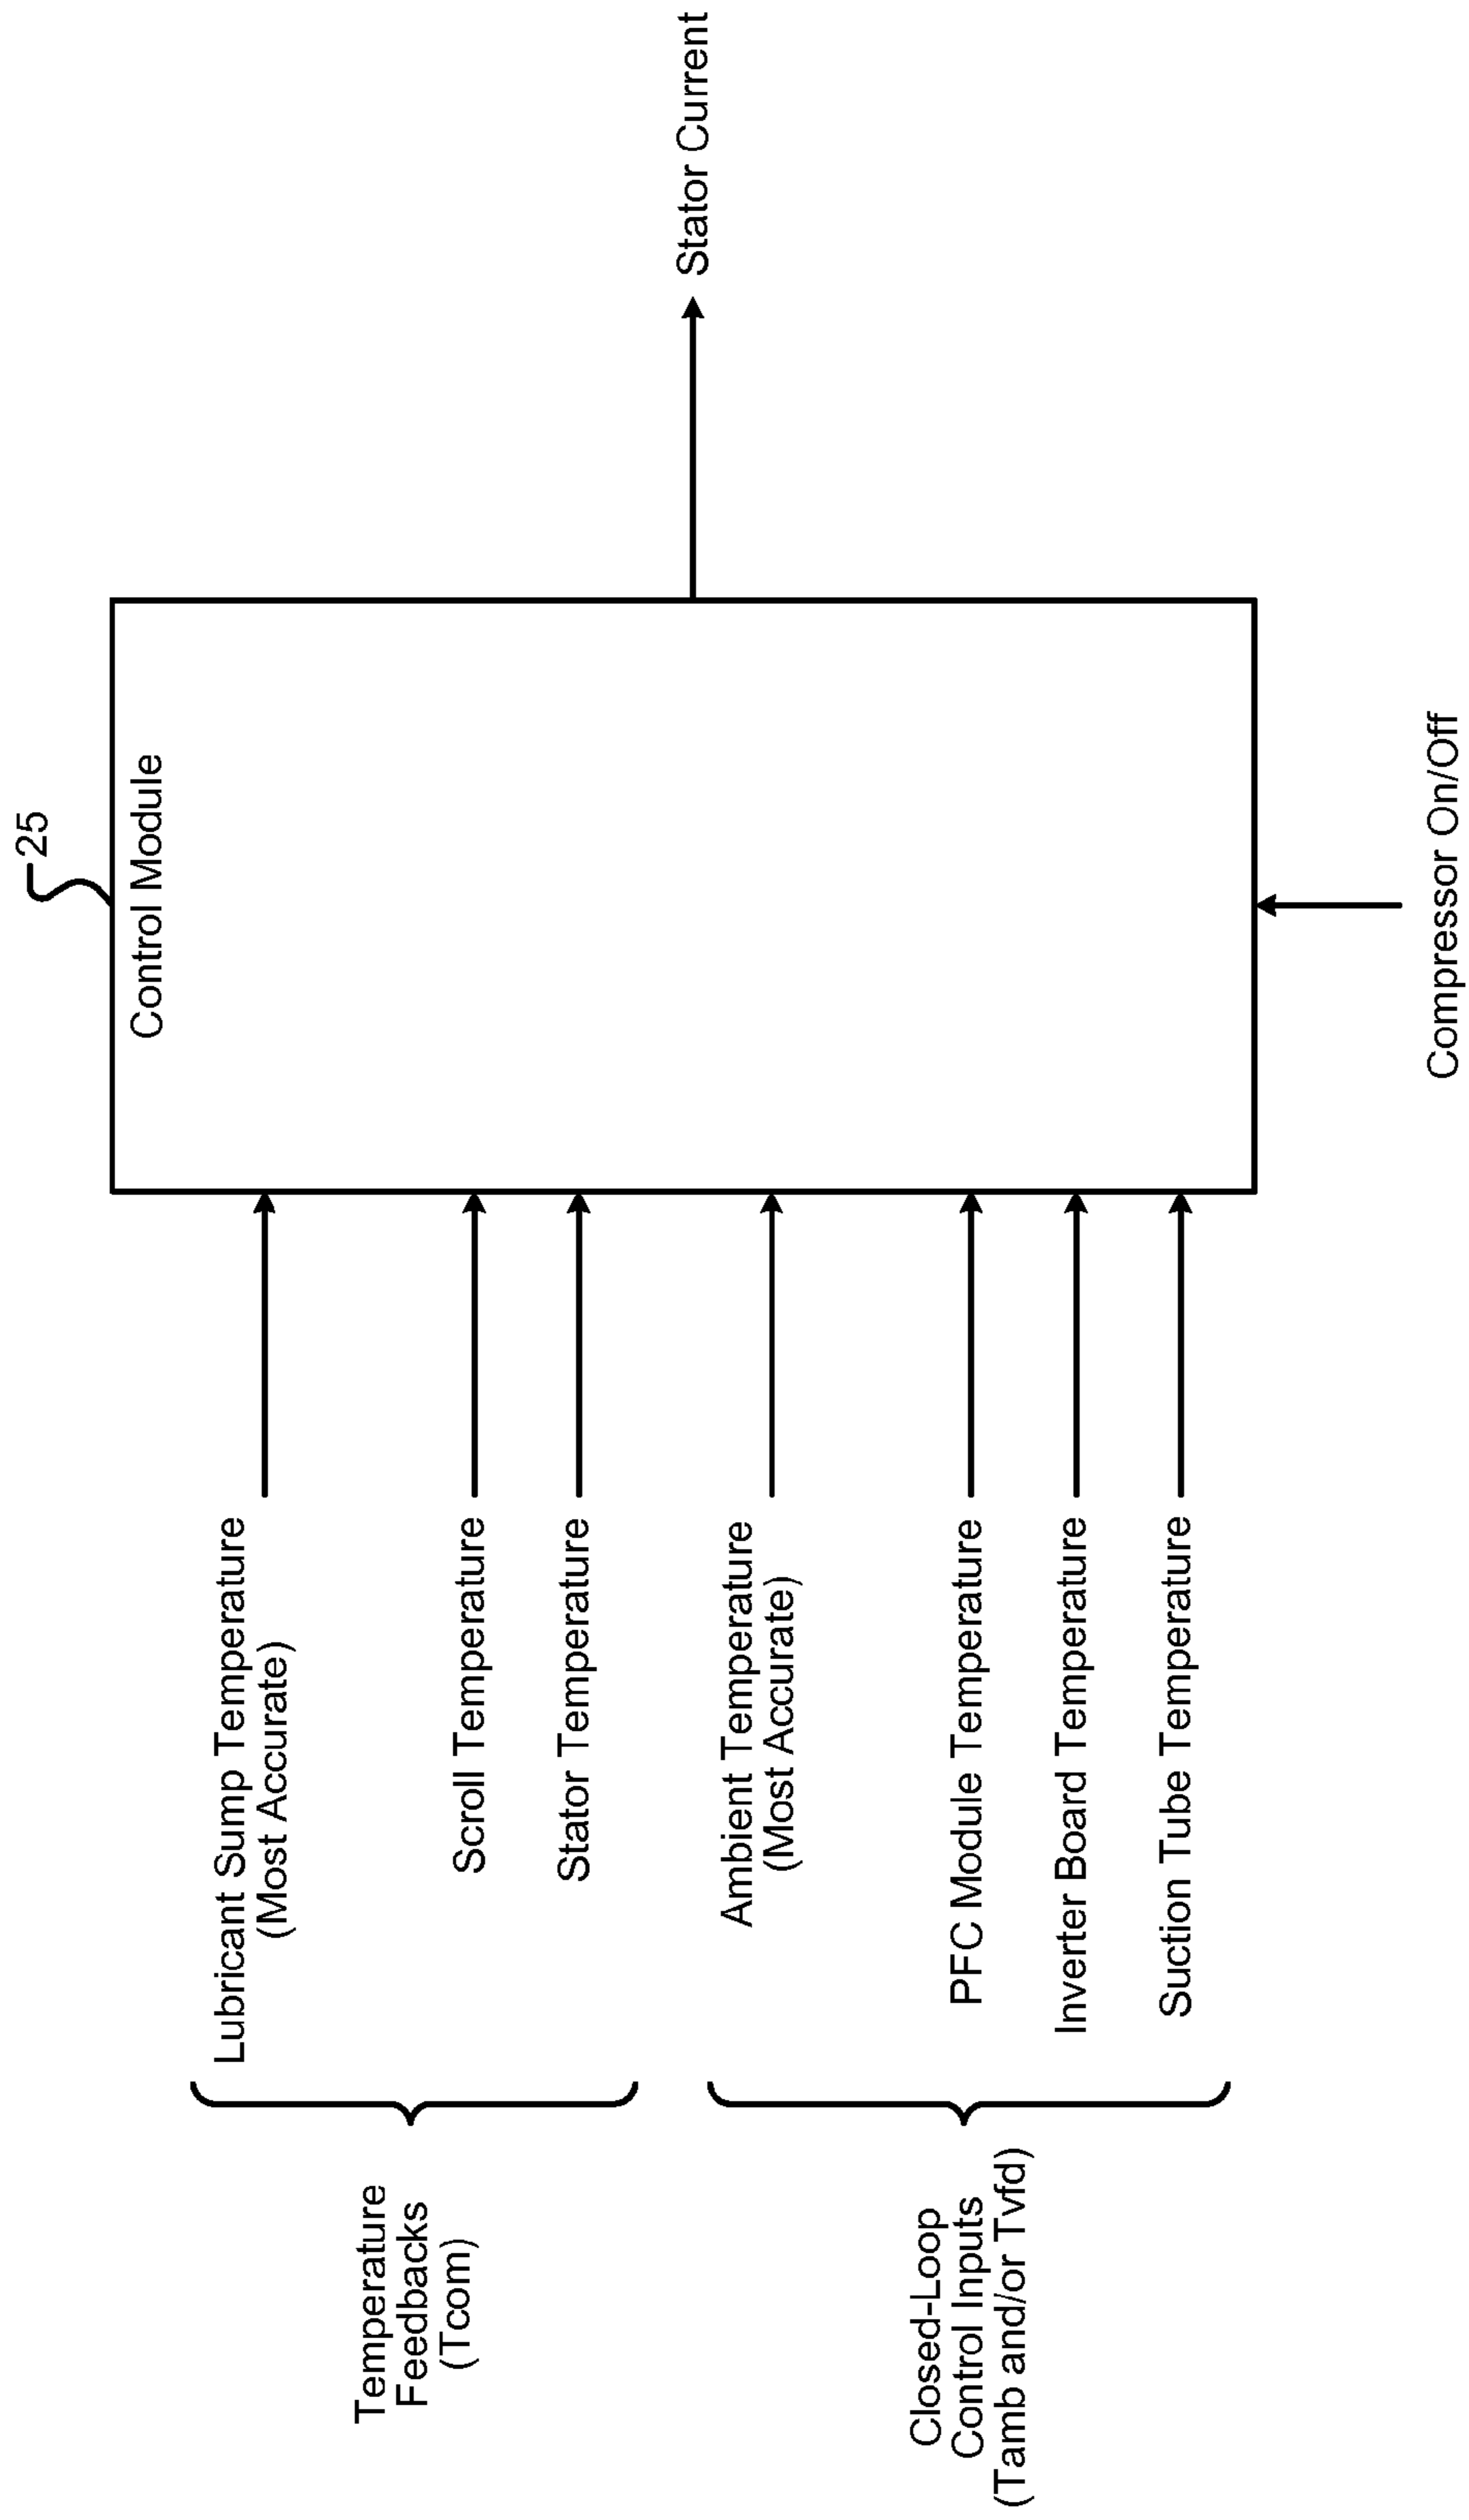 25
Control Module
Temperature
Feedbacks
(Tcom)
Lubricant Sump Temperature
(Most Accurate)
Scroll Temperature
Stator Temperature
Closed-Loop
Control Inputs
(Tamb and/or Tvfd)
Ambient Temperature
(Most Accurate)
PFC Module Temperature
Inverter Board Temperature
Suction Tube Temperature
Stator Current
Compressor On/Off